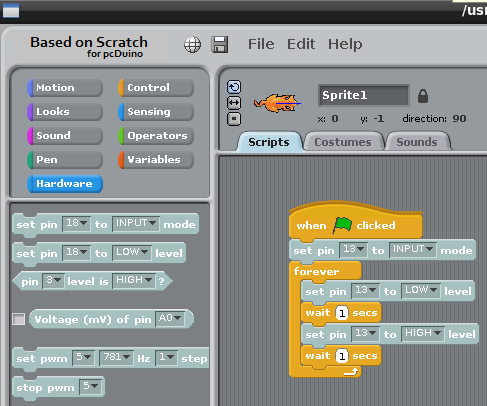 /usr
Based on Scratch
for pcDuino
File Edit Help
Motion Control
Looks Sensing
Sound Operators
Pen Variables
Hardware
Sprite1
x: 0 y: -1 direction: 90
Scripts Costumes Sounds
set pin 18 to INPUT mode
set pin 18 to LOW level
pin 3 level is HIGH ?
Voltage (mV) of pin A0
set pwm 5 781 Hz 1 step
stop pwm 5
when clicked
set pin 13 to INPUT mode
forever
set pin 13 to LOW level
wait 1 secs
set pin 13 to HIGH level
wait 1 secs